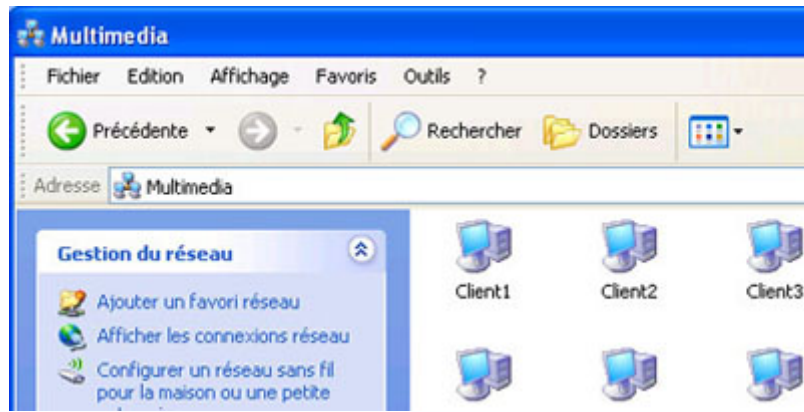 Multimedia
Fichier Edition Affichage Favoris Outils ?
Précédente Rechercher Dossiers
Adresse Multimedia
Gestion du réseau
Ajouter un favori réseau
Afficher les connexions réseau
Configurer un réseau sans fil
pour la maison ou une petite
Client1 Client2 Client3